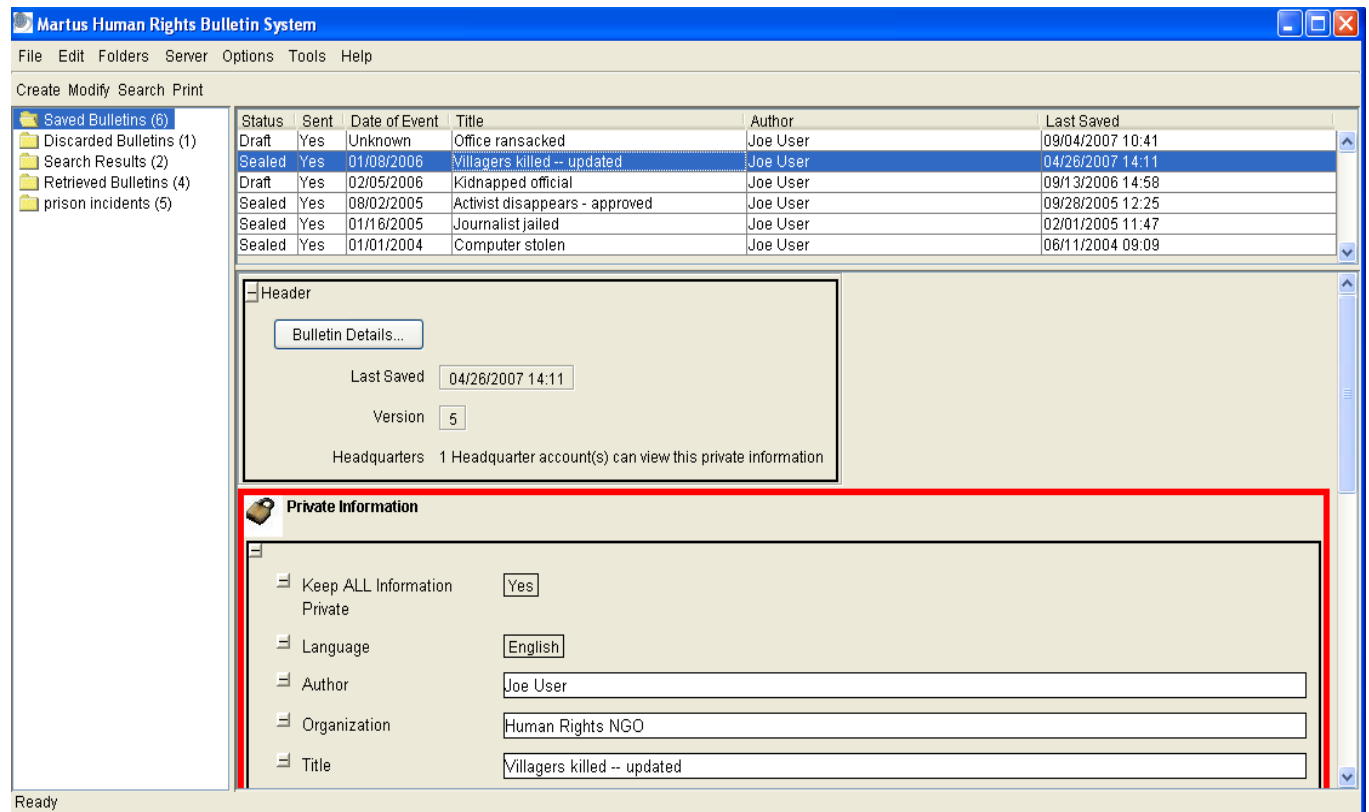 Martus Human Rights Bulletin System
File Edit Folders Server Options Tools Help
Create Modify Search Print
Saved Bulletins (6)
Discarded Bulletins (1)
Search Results (2)
Retrieved Bulletins (4)
prison incidents (5)
Status Sent Date of Event Title Author Last Saved
Draft Yes Unknown Office ransacked Joe User 09/04/2007 10:41
Sealed Yes 01/08/2006 Villagers killed -- updated Joe User 04/26/2007 14:11
Draft Yes 02/05/2006 Kidnapped official Joe User 09/13/2006 14:58
Sealed Yes 08/02/2005 Activist disappears - approved Joe User 09/28/2005 12:25
Sealed Yes 01/16/2005 Journalist jailed Joe User 02/01/2005 11:47
Sealed Yes 01/01/2004 Computer stolen Joe User 06/11/2004 09:09
Header
Bulletin Details...
Last Saved 04/26/2007 14:11
Version 5
Headquarters 1 Headquarter account(s) can view this private information
Private Information
Keep ALL Information Yes
Private
Language English
Author Joe User
Organization Human Rights NGO
Title Villagers killed -- updated
Ready